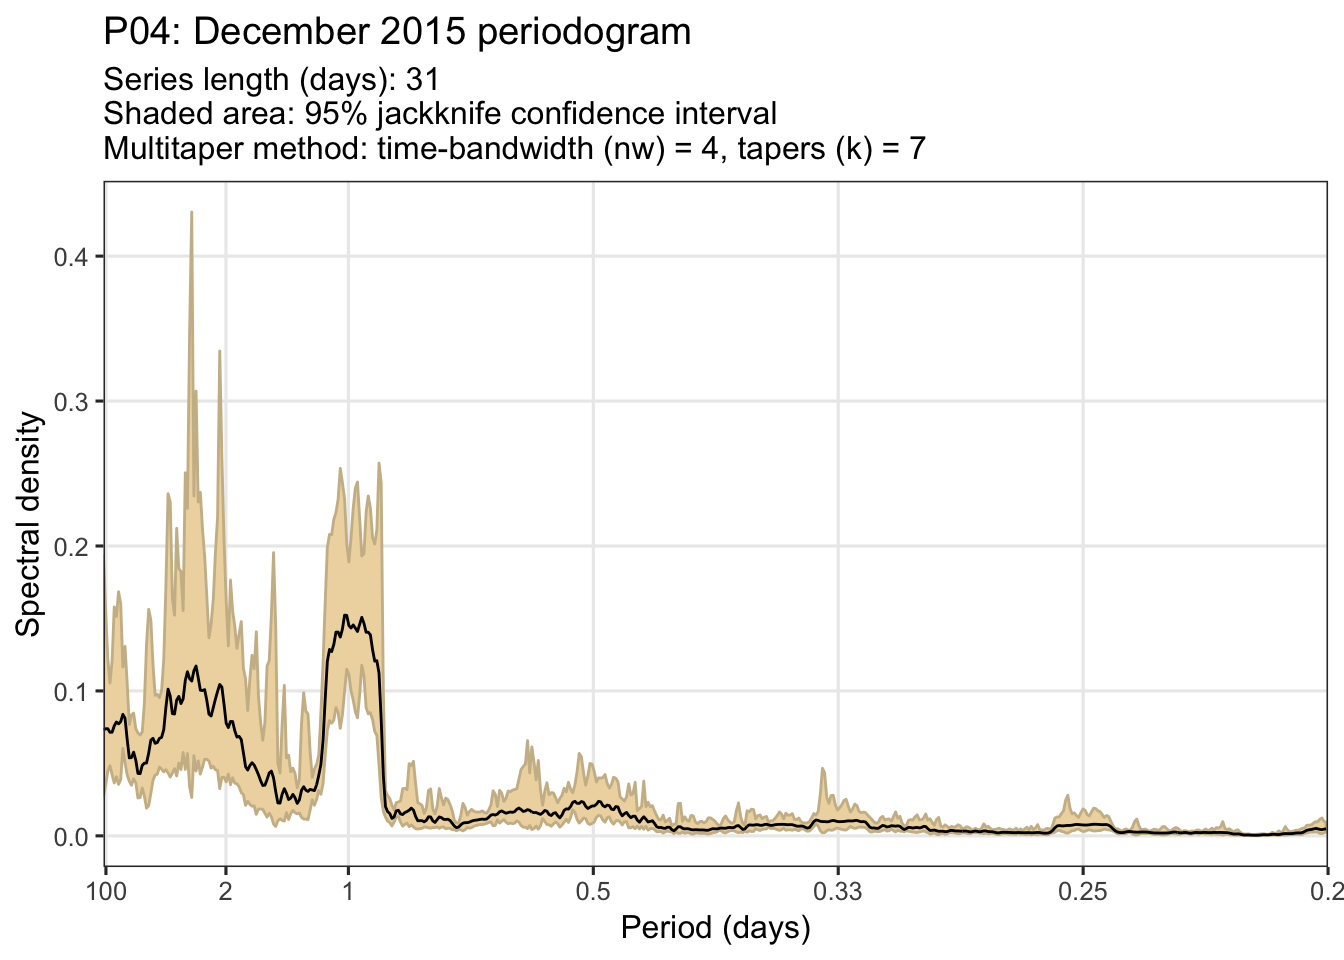 P04: December 2015 periodogram
Series length (days): 31
Shaded area: 95% jackknife confidence interval
Multitaper method: time-bandwidth (nw) = 4, tapers (k) = 7
0.4
0.3
0.2
0.1
0.0
Spectral density
100 2 1 0.5 0.33 0.25 0.2
Period (days)